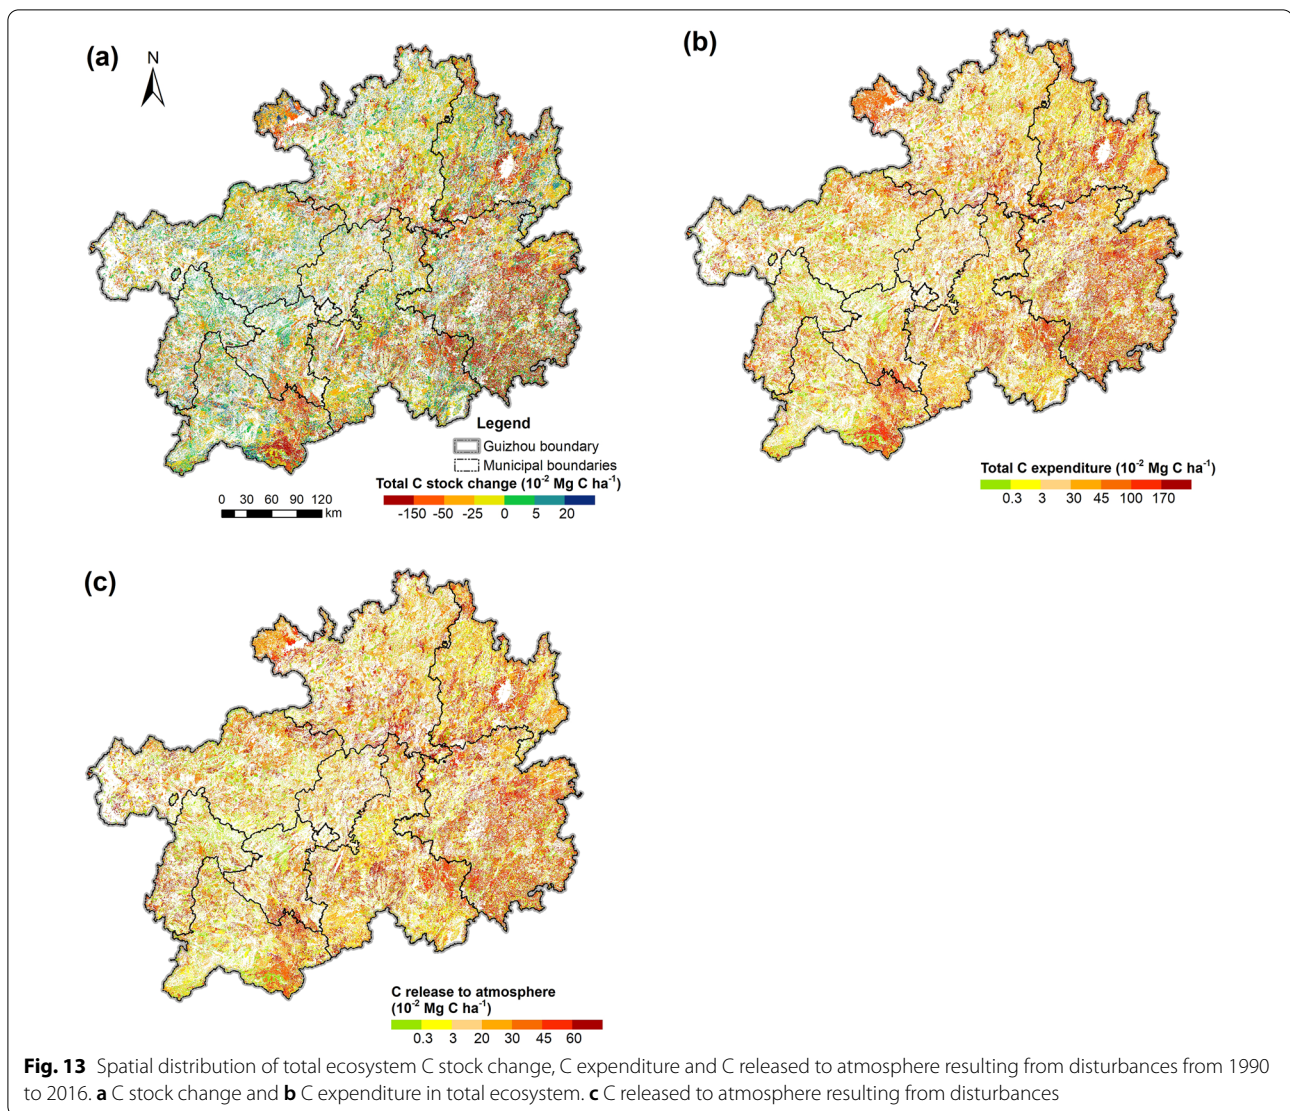 (a)
N
Legend
Guizhou boundary
Municipal boundaries
Total C stock change (10⁻² Mg C ha⁻¹)
-150 -50 -25 0 5 20
0 30 60 90 120
km
(b)
Total C expenditure (10⁻² Mg C ha⁻¹)
0.3 3 30 45 100 170
(c)
C release to atmosphere
(10⁻² Mg C ha⁻¹)
0.3 3 20 30 45 60
Fig. 13 Spatial distribution of total ecosystem C stock change, C expenditure and C released to atmosphere resulting from disturbances from 1990
to 2016. a C stock change and b C expenditure in total ecosystem. c C released to atmosphere resulting from disturbances